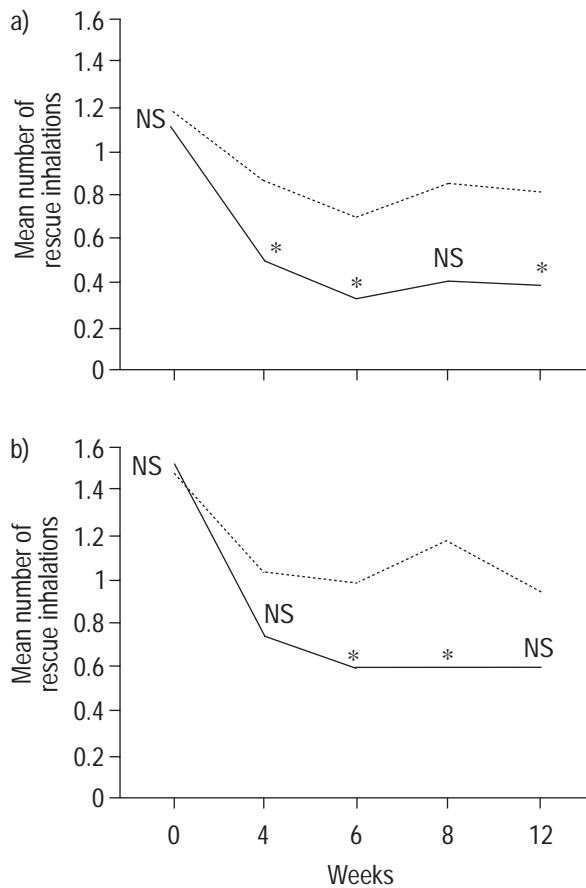 a)
1.6
1.4
1.2
1
0.8
0.6
0.4
0.2
0
Mean number of
rescue inhalations
NS
*
*
NS
*
b)
1.6
1.4
1.2
1
0.8
0.6
0.4
0.2
0
Mean number of
rescue inhalations
NS
NS
*
*
NS
0 4 6 8 12
Weeks